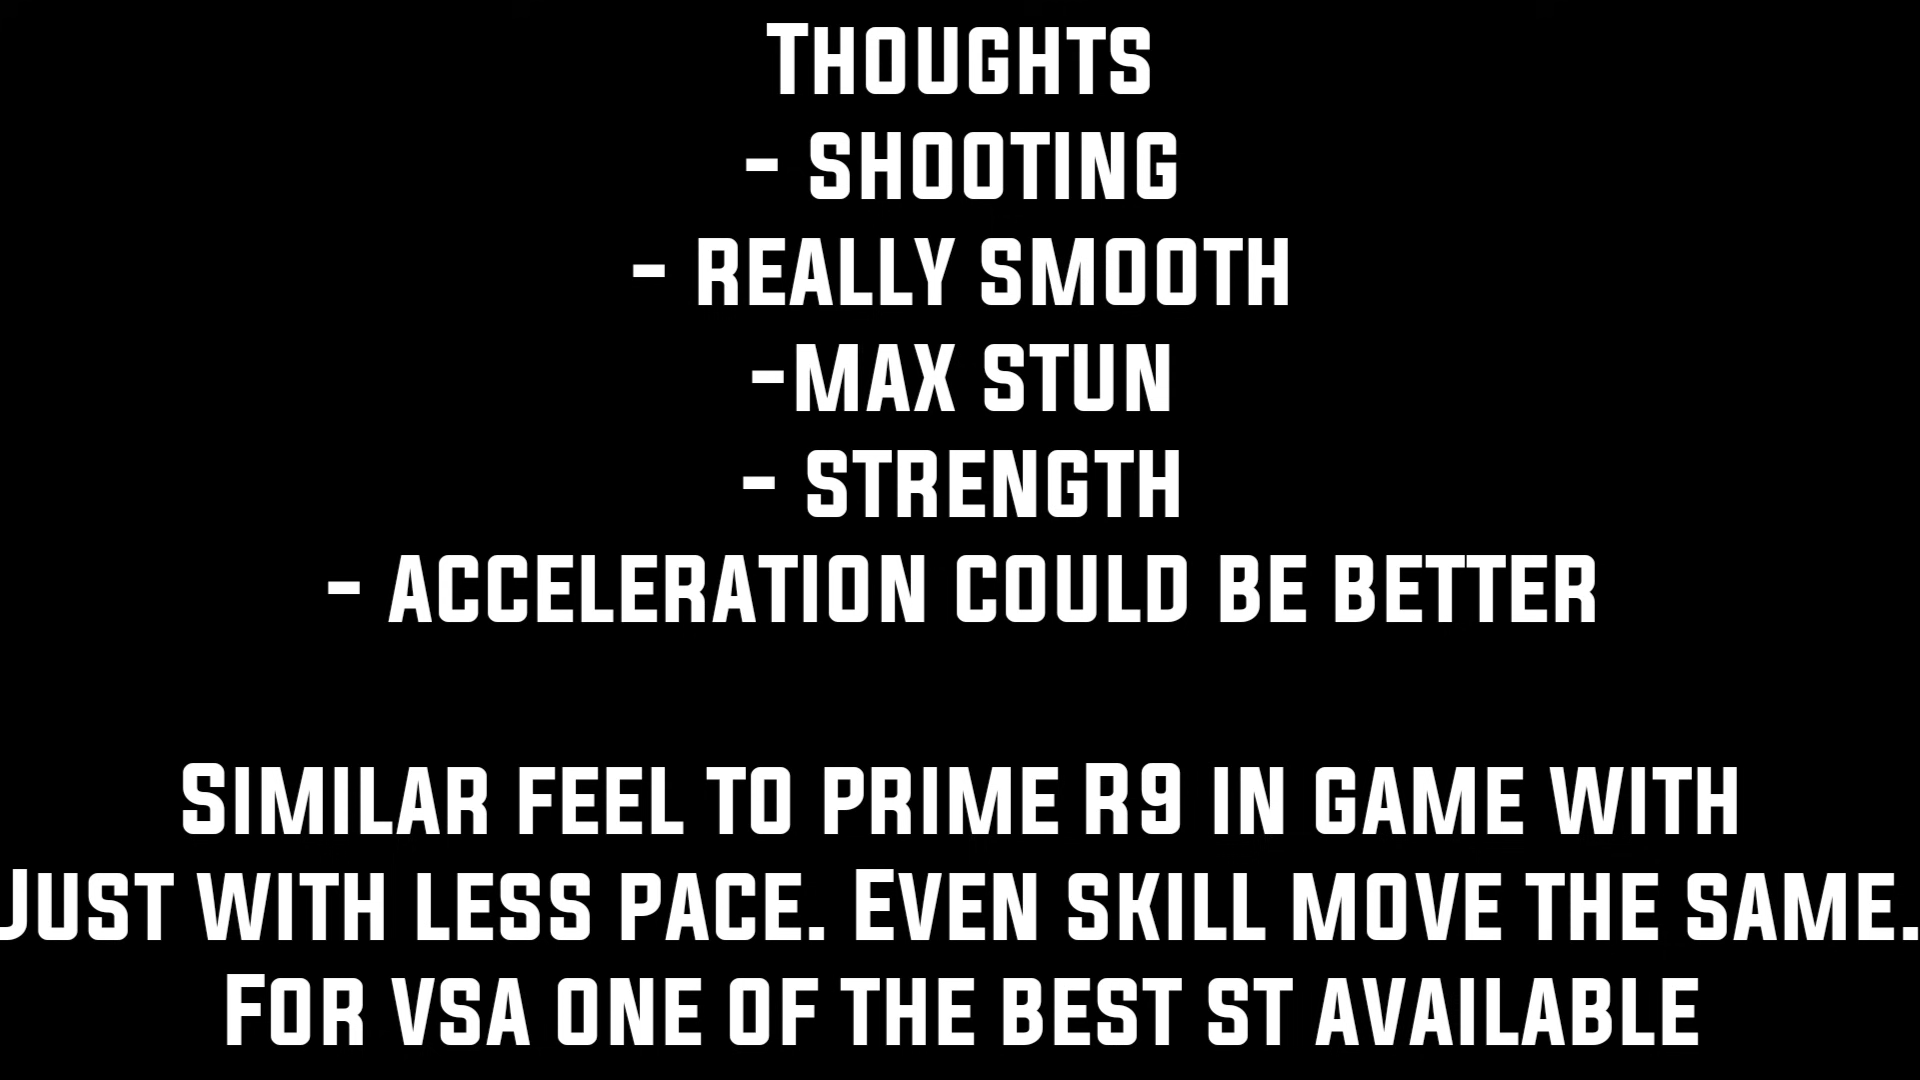 Thoughts
- shooting
- really smooth
-max stun
- strength
- acceleration could be better
Similar feel to prime R9 in game with
Just with less pace. Even skill move the same.
For vsa one of the best st available